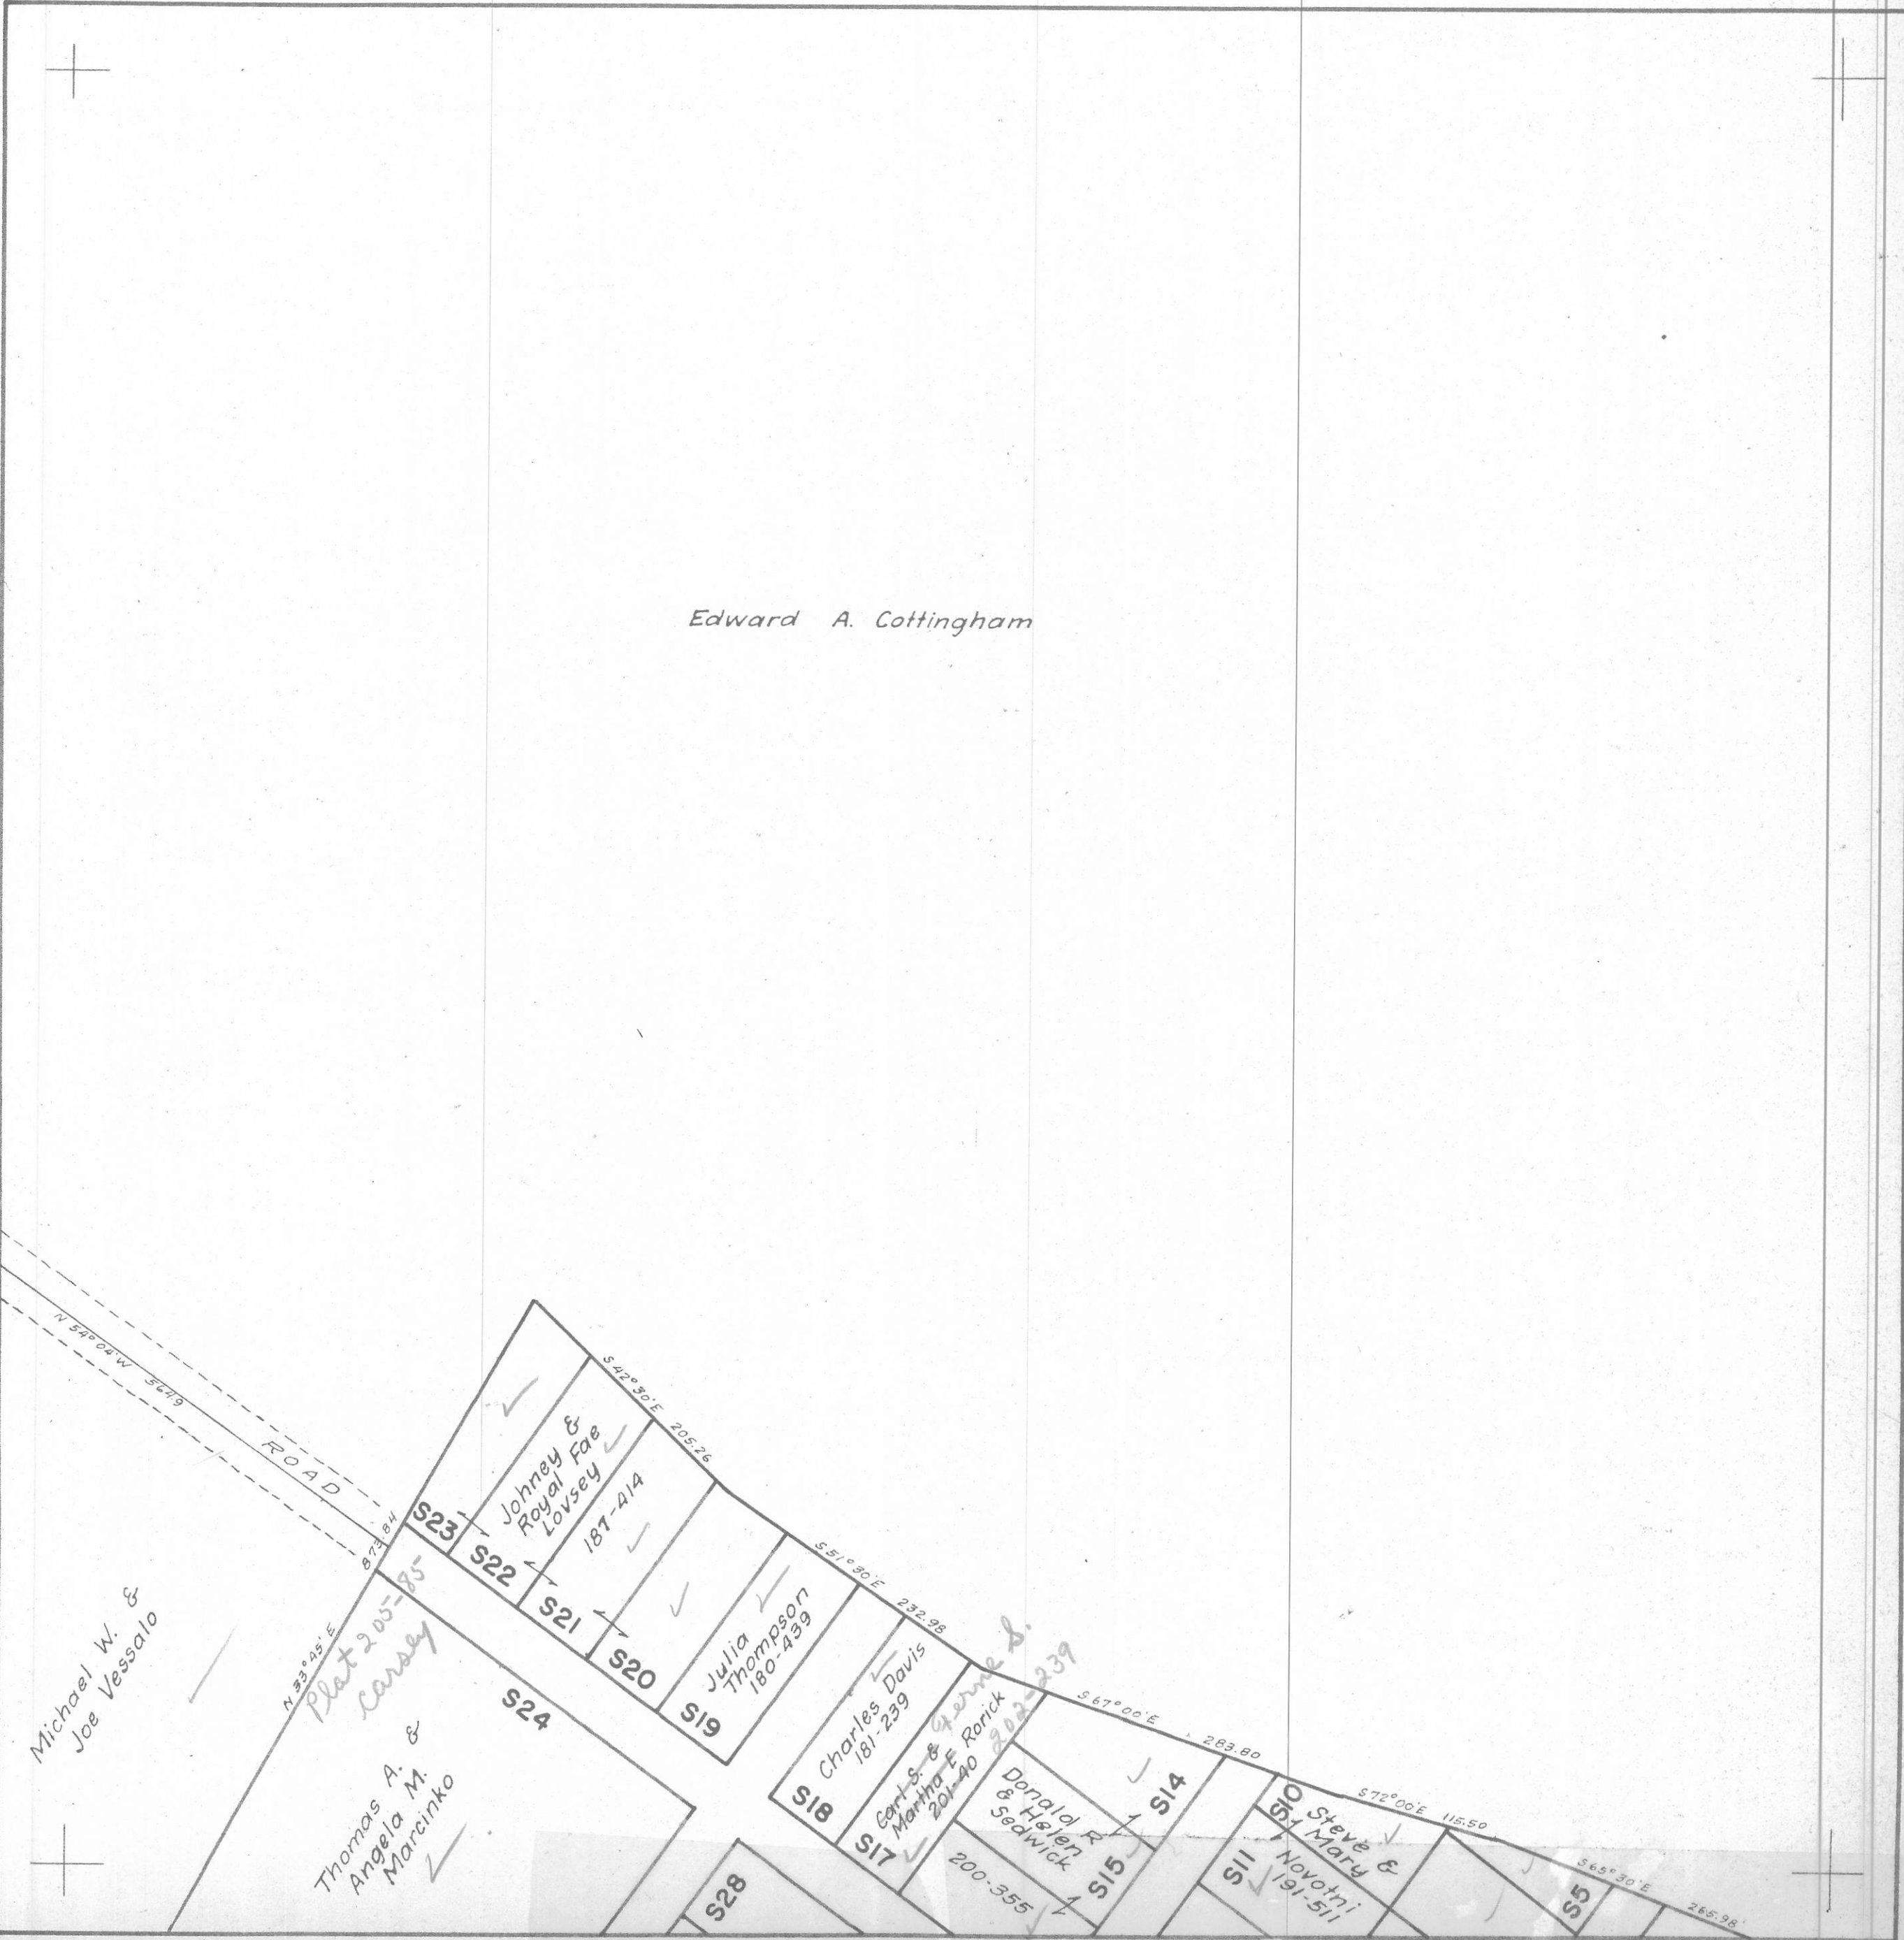 Edward A. Cottingham
N 54°04'W 5649
ROAD
873.84
N 33°45' E
Plat 205-85
Carsey
Michael W. &
Joe Vessalo
Thomas A. &
Angela M.
Marcinko
S24
S28
S23
S22
Johney &
Royal Fae
Lovsey
187-414
S21
S20
S 42°30'E 205.26
S19
Julia
Thompson
180-439
S 51°30'E 232.98
S18
Charles Davis
181-239
S17
Carl S. & Ferne S.
Martha E Rorick
201-40
202-239
S 67°00'E 283.80
Donald R
& Helen
Sedwick
200-355
S15
S14
S11
S10
Steve &
Mary
Novotni
191-511
S 72°00'E 115.50
S5
S 65°30'E 265.98'